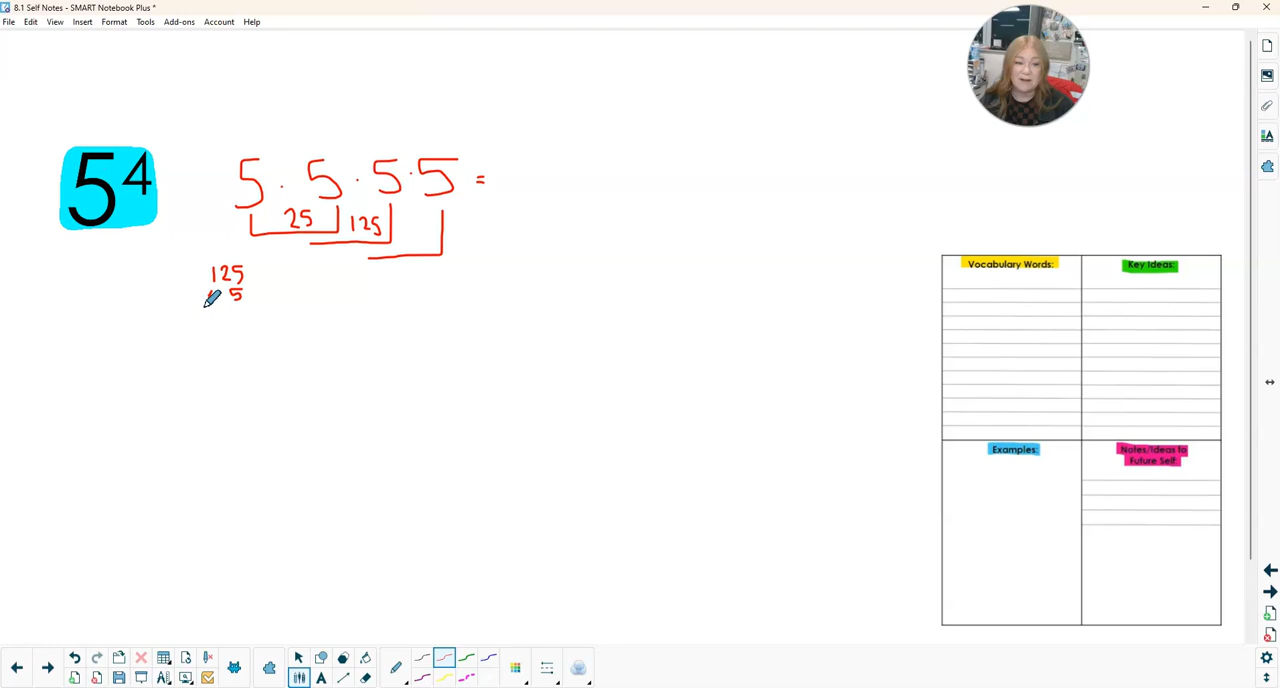 8.1 Self Notes - SMART Notebook Plus *
File Edit View Insert Format Tools Add-ons Account Help
5⁴
5 · 5 · 5 · 5 =
25 125
125
5
Vocabulary Words:
Key Ideas:
Examples:
Notes/Ideas to
Future Self: